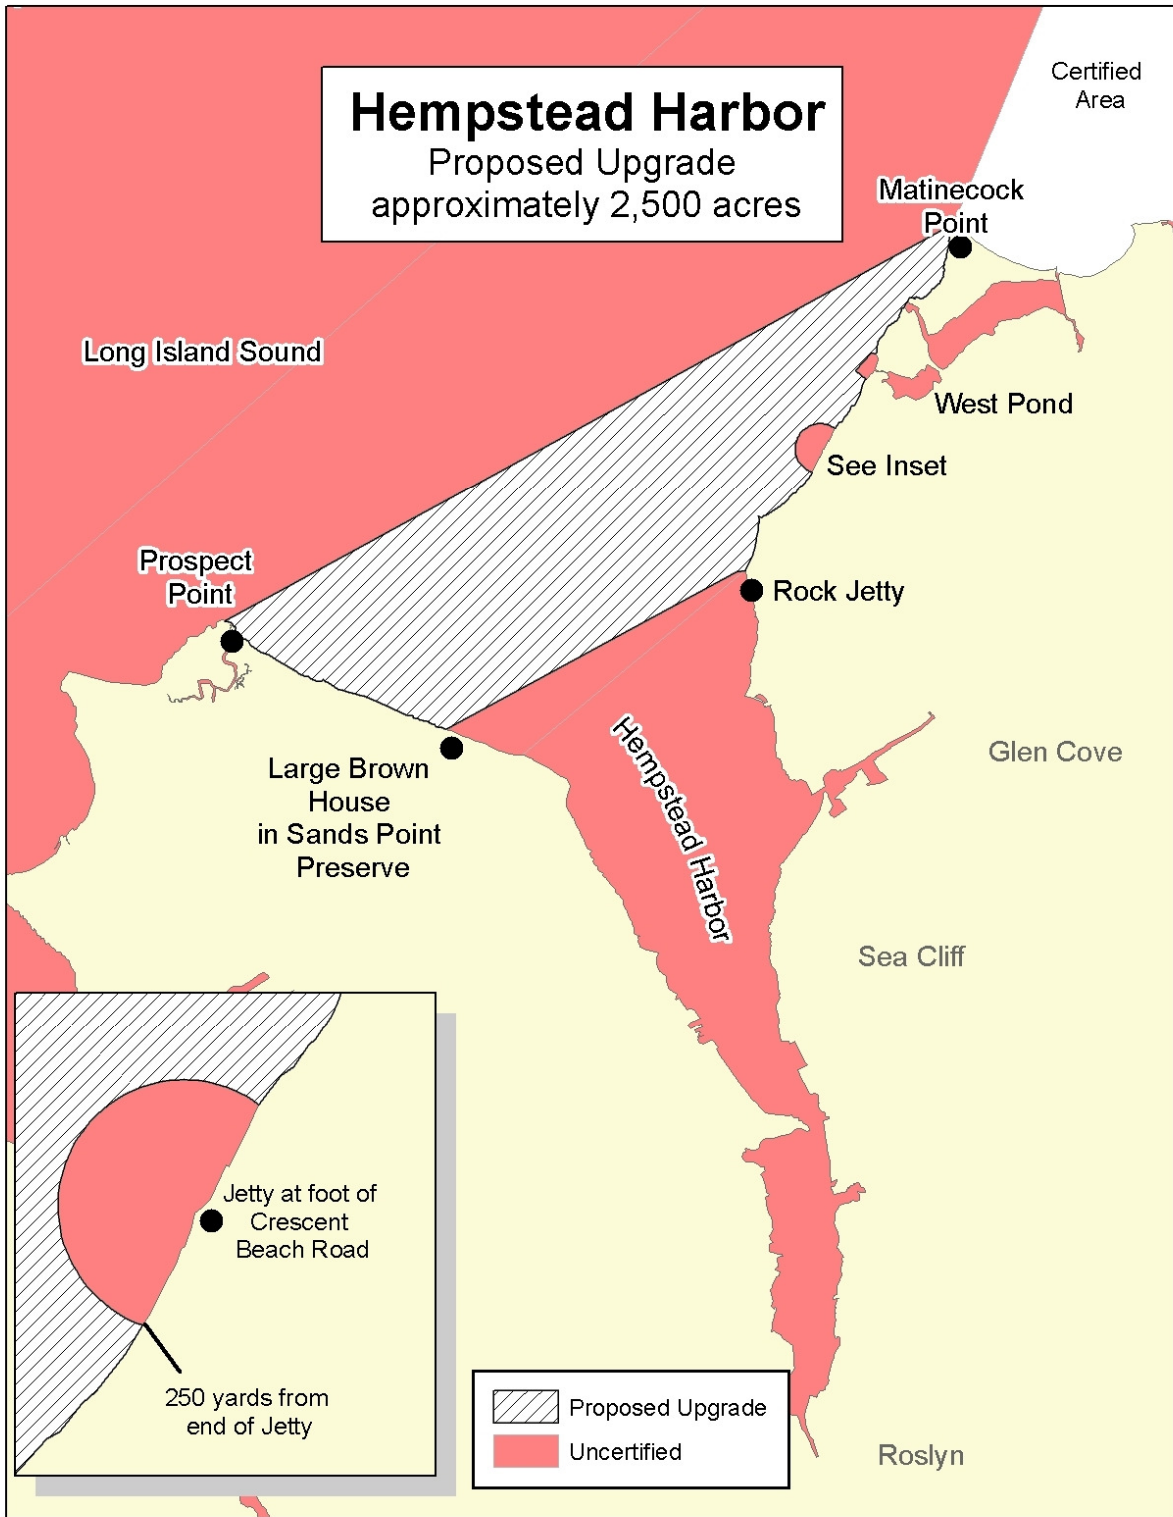 Certified
Area
Hempstead Harbor
Proposed Upgrade
approximately 2,500 acres
Matinecock
Point
Long Island Sound
West Pond
See Inset
Prospect
Point
Rock Jetty
Large Brown
House
in Sands Point
Preserve
Hempstead Harbor
Glen Cove
Sea Cliff
Jetty at foot of
Crescent
Beach Road
250 yards from
end of Jetty
Proposed Upgrade
Uncertified
Roslyn